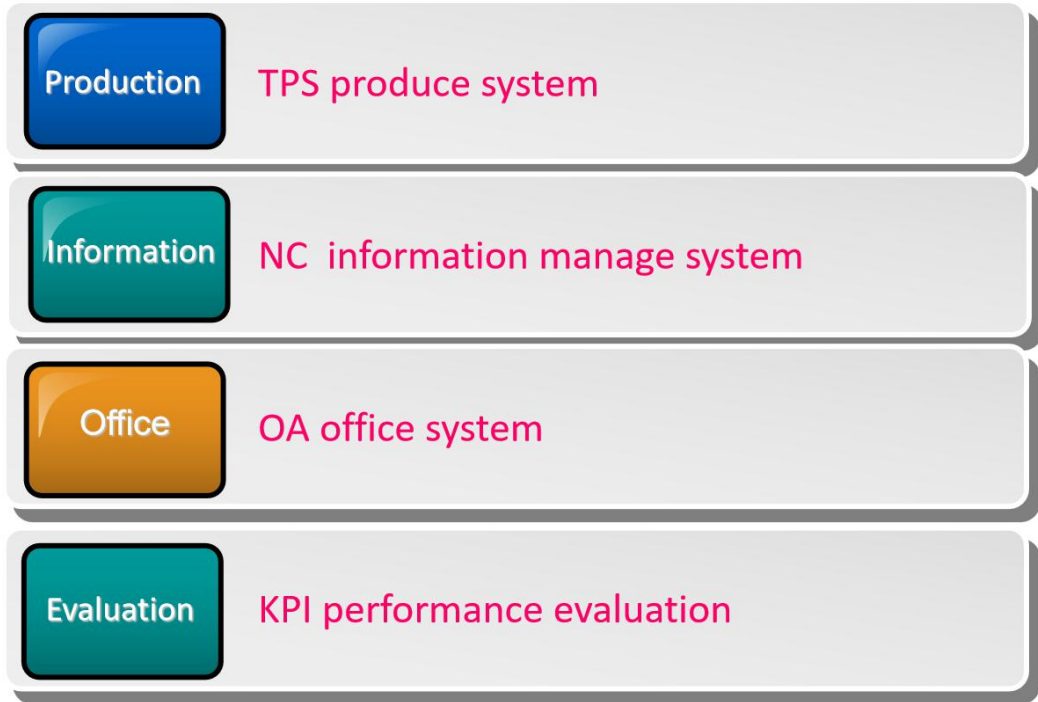 Production
TPS produce system
Information
NC information manage system
Office
OA office system
Evaluation
KPI performance evaluation